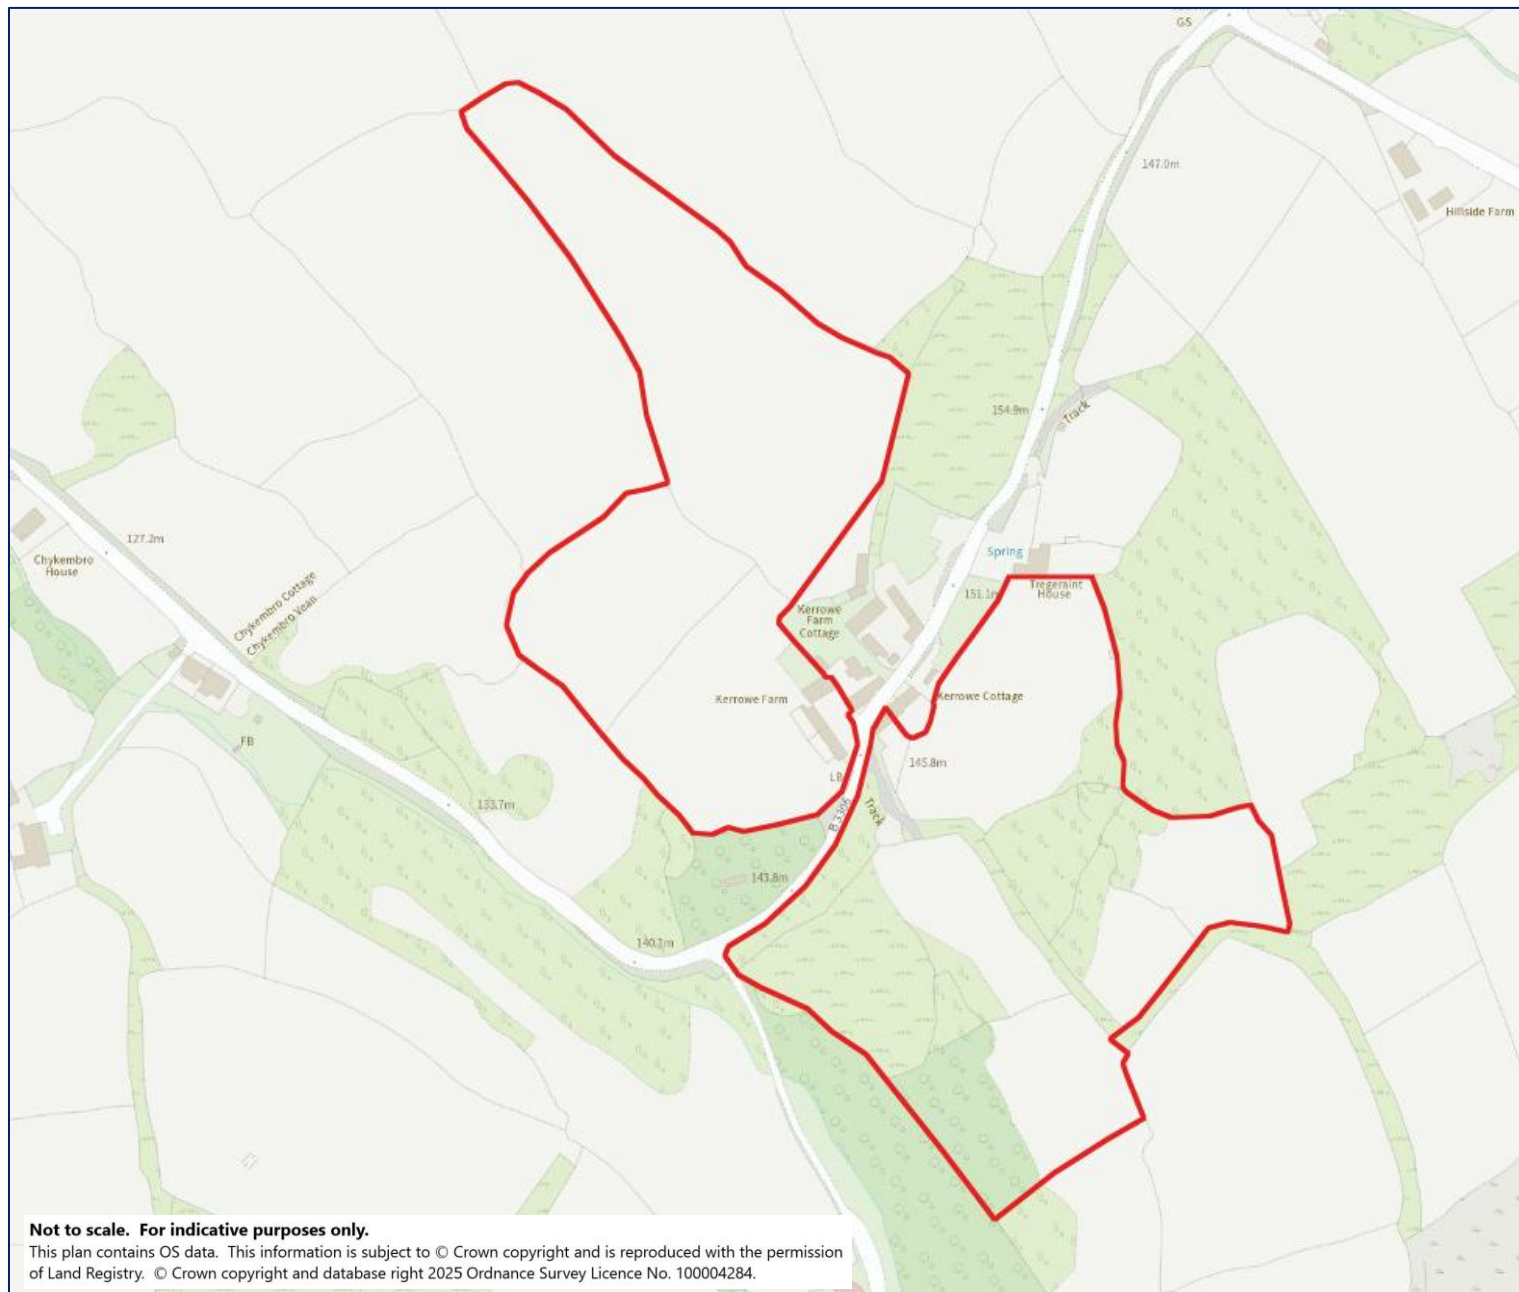 GS
147.0m
Hillside Farm
154.9m
Track
127.2m
Chykembro
House
Chykembro Cottage
Chykembro Vean
Spring
Tregeraint
House
151.1m
Kerrowe
Farm
Cottage
Kerrowe Farm
Kerrowe Cottage
FB
145.8m
LB
B 3306
Track
133.7m
143.8m
140.1m
Not to scale. For indicative purposes only.
This plan contains OS data. This information is subject to © Crown copyright and is reproduced with the permission
of Land Registry. © Crown copyright and database right 2025 Ordnance Survey Licence No. 100004284.